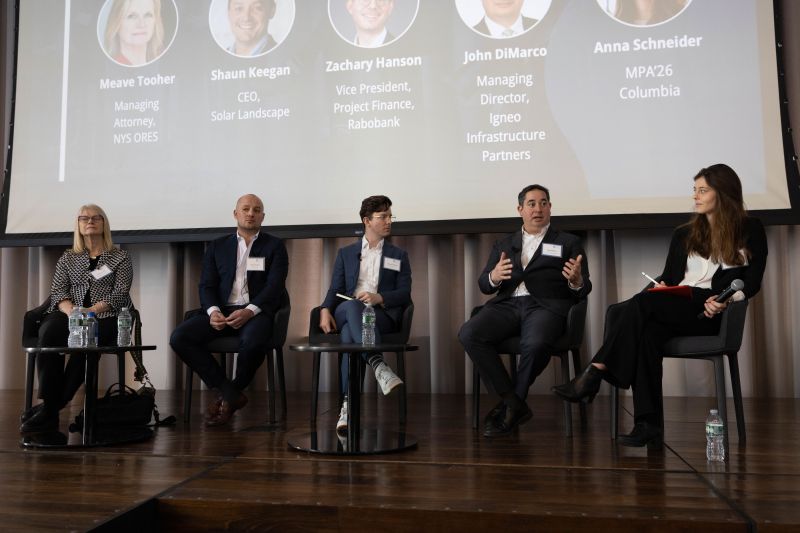 Meave Tooher
Managing
Attorney,
NYS ORES
Shaun Keegan
CEO,
Solar Landscape
Zachary Hanson
Vice President,
Project Finance,
Rabobank
John DiMarco
Managing
Director,
Igneo
Infrastructure
Partners
Anna Schneider
MPA'26
Columbia